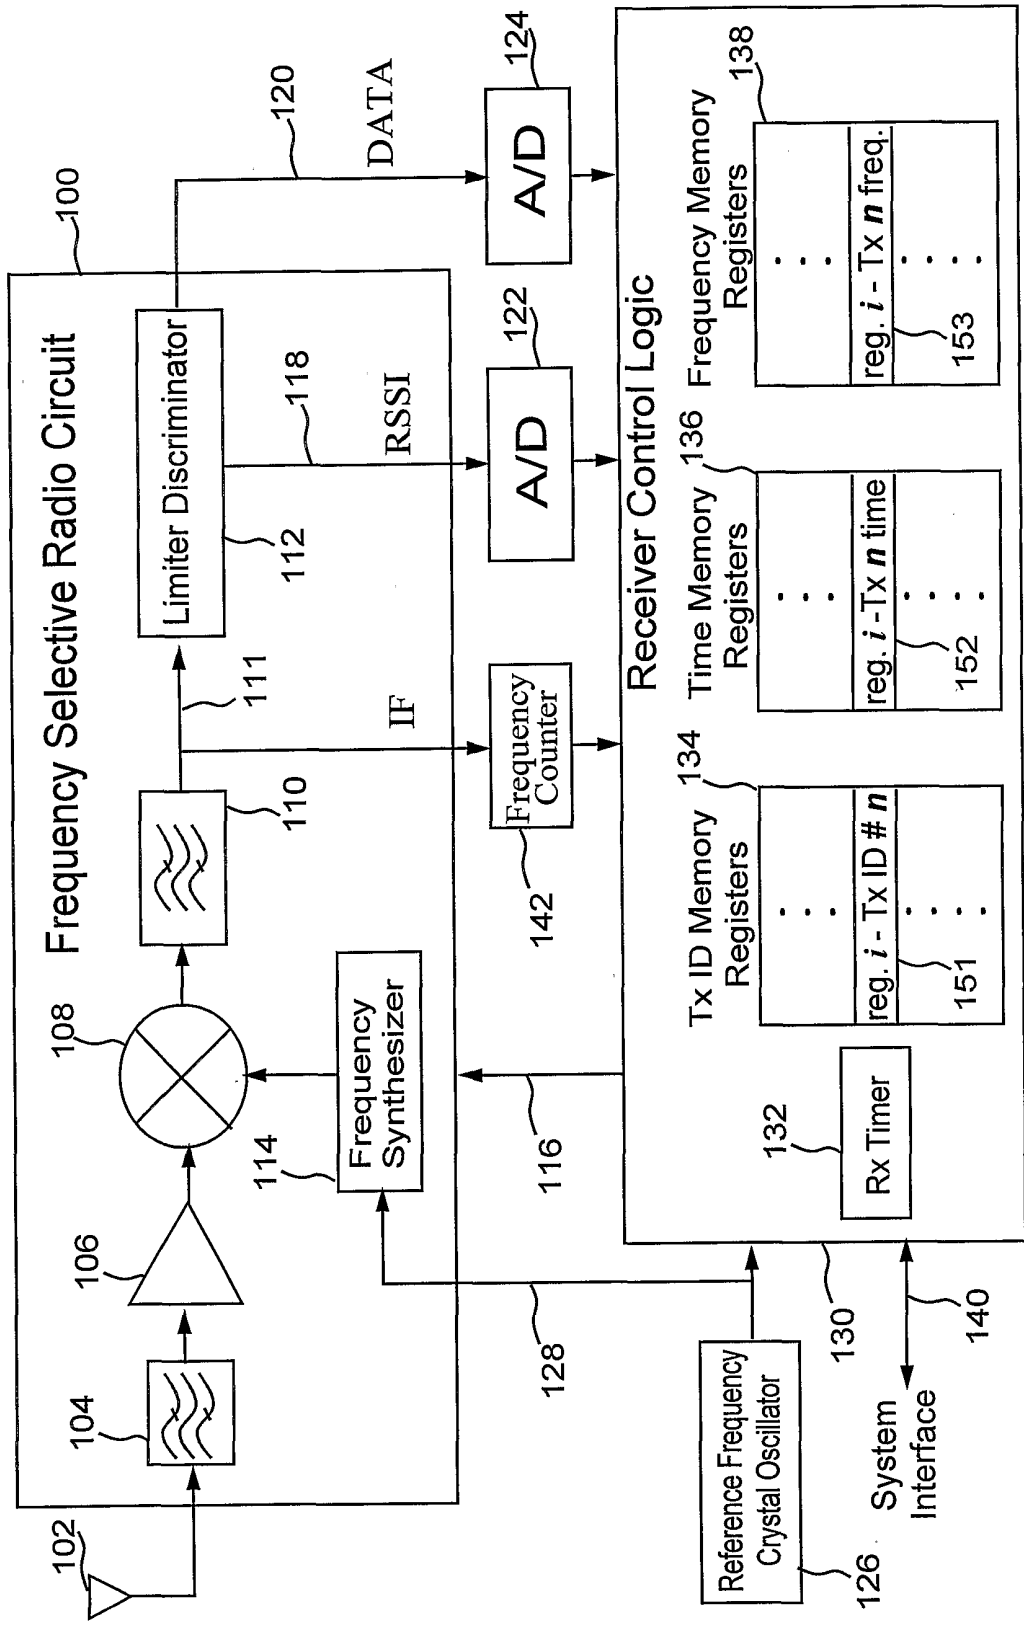 Frequency Selective Radio Circuit
100
102
104
106
108
110
111
Limiter Discriminator
112
Frequency
Synthesizer
114
116
IF
RSSI
118
DATA
120
128
Frequency
Counter
142
A/D
122
A/D
124
Reference Frequency
Crystal Oscillator
126
Receiver Control Logic
130
Rx Timer
132
Tx ID Memory
Registers
134
reg. i - Tx ID # n
151
Time Memory
Registers
136
reg. i -Tx n time
152
Frequency Memory
Registers
138
reg. i - Tx n freq.
153
System
Interface
140